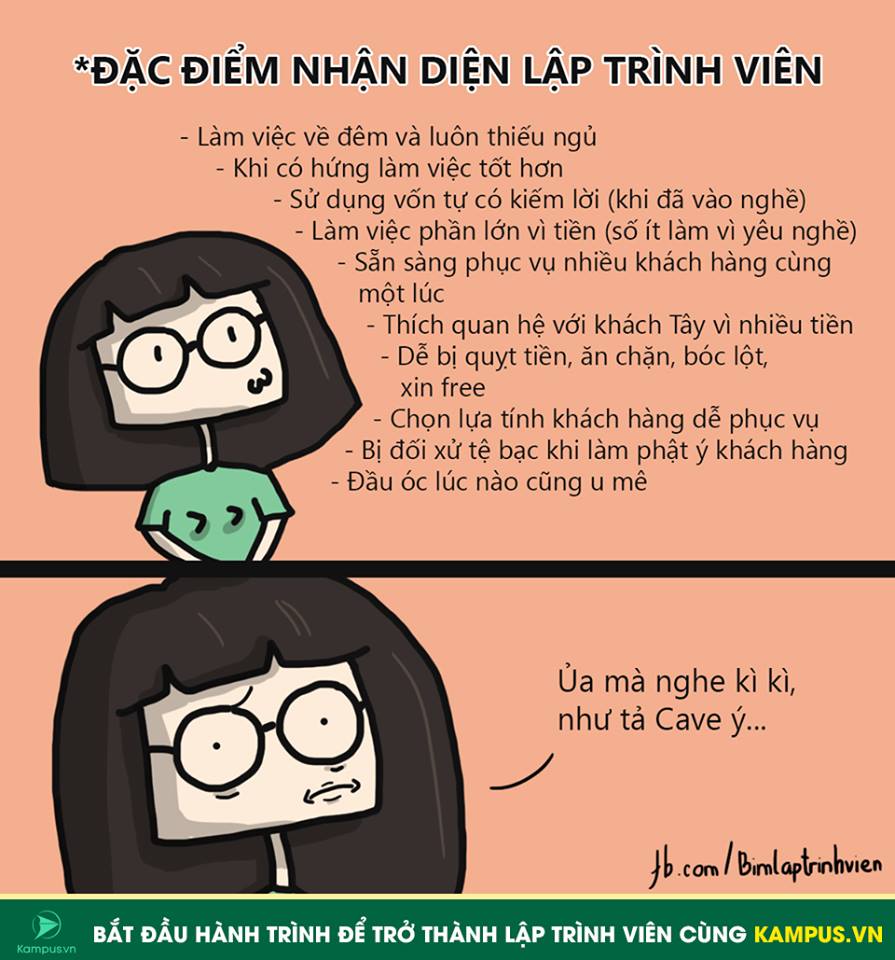 *ĐẶC ĐIỂM NHẬN DIỆN LẬP TRÌNH VIÊN
- Làm việc về đêm và luôn thiếu ngủ
- Khi có hứng làm việc tốt hơn
- Sử dụng vốn tự có kiếm lời (khi đã vào nghề)
- Làm việc phần lớn vì tiền (số ít làm vì yêu nghề)
- Sẵn sàng phục vụ nhiều khách hàng cùng
một lúc
- Thích quan hệ với khách Tây vì nhiều tiền
- Dễ bị quỵt tiền, ăn chặn, bóc lột,
xin free
- Chọn lựa tính khách hàng dễ phục vụ
- Bị đối xử tệ bạc khi làm phật ý khách hàng
- Đầu óc lúc nào cũng u mê
Ủa mà nghe kì kì,
như tả Cave ý...
fb.com/Bimlaptrinhvien
Kampus.vn
BẮT ĐẦU HÀNH TRÌNH ĐỂ TRỞ THÀNH LẬP TRÌNH VIÊN CÙNG KAMPUS.VN